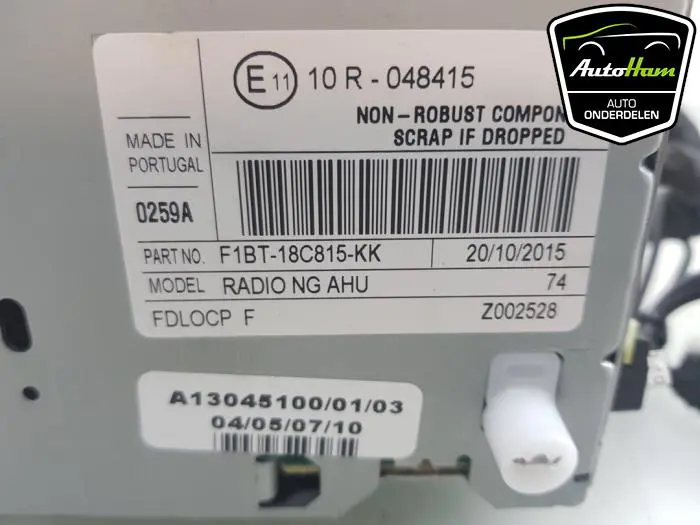 AutoHam
AUTO
ONDERDELEN
E 11 10 R - 048415
NON-ROBUST COMPON
SCRAP IF DROPPED
MADE IN
PORTUGAL
0259A
PART NO. F1BT-18C815-KK 20/10/2015
MODEL RADIO NG AHU 74
FDLOCP F Z002528
A13045100/01/03
04/05/07/10